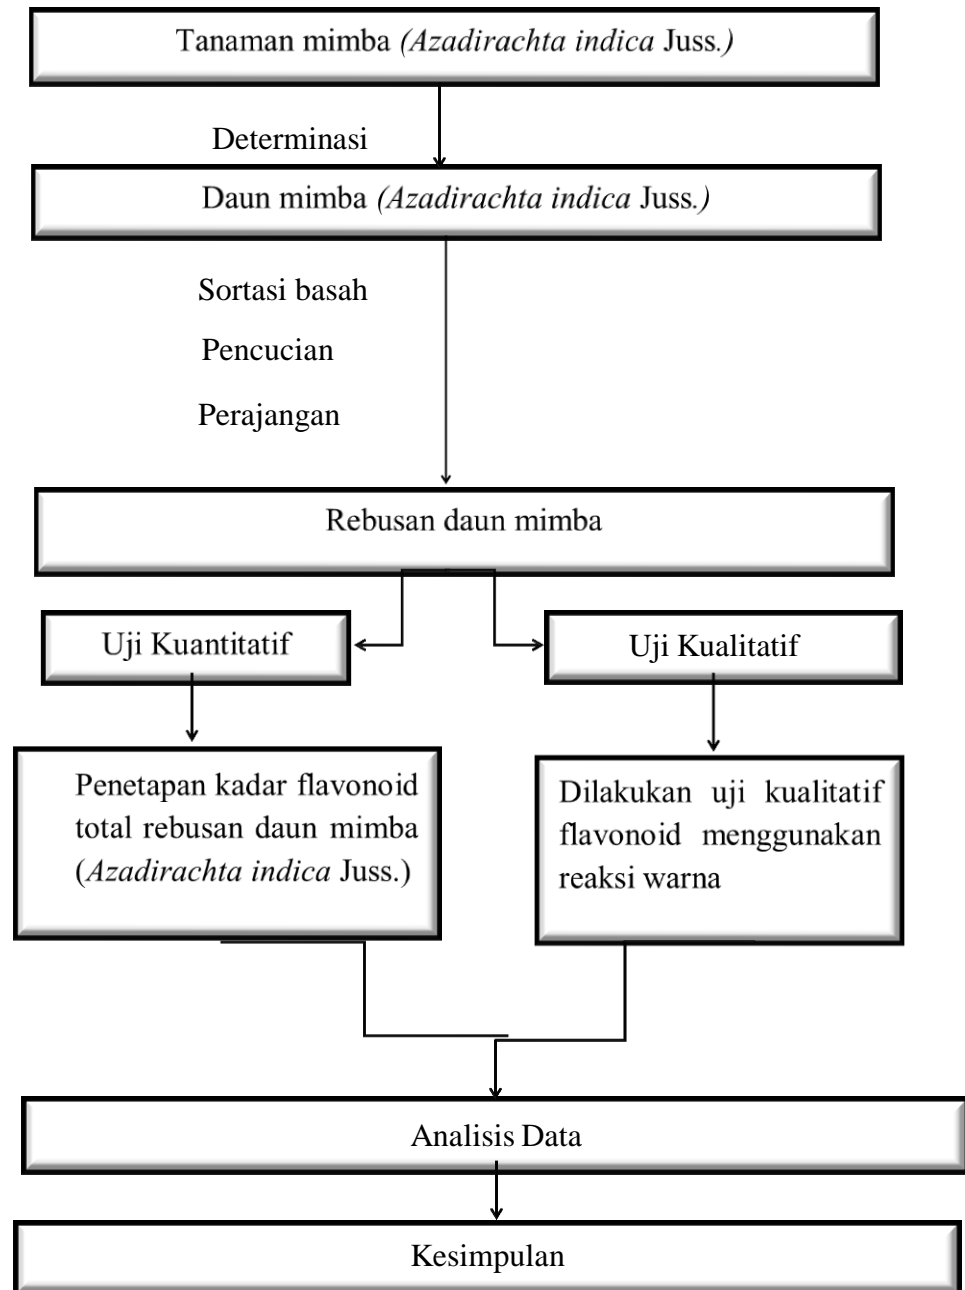 Tanaman mimba (Azadirachta indica Juss.)
Determinasi
Daun mimba (Azadirachta indica Juss.)
Sortasi basah
Pencucian
Perajangan
Rebusan daun mimba
Uji Kuantitatif
Uji Kualitatif
Penetapan kadar flavonoid
total rebusan daun mimba
(Azadirachta indica Juss.)
Dilakukan uji kualitatif
flavonoid menggunakan
reaksi warna
Analisis Data
Kesimpulan